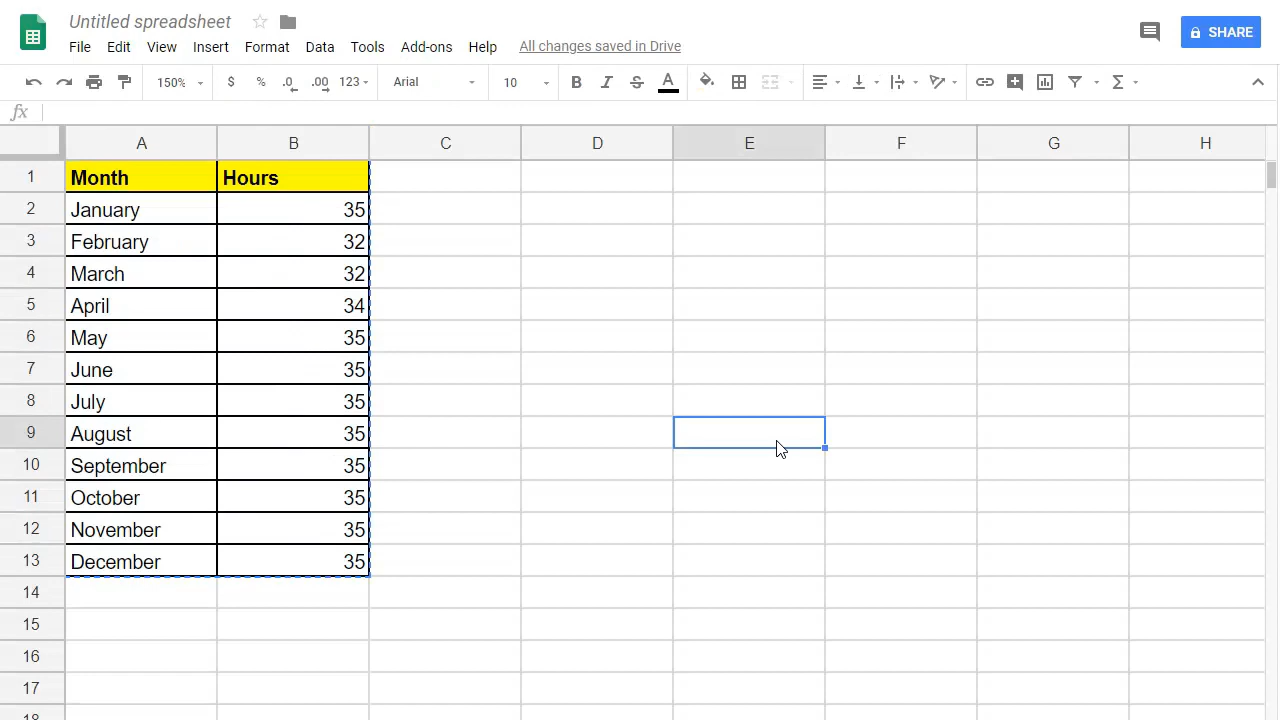 Untitled spreadsheet
File Edit View Insert Format Data Tools Add-ons Help All changes saved in Drive
SHARE
150% $ % .0 .00 123 Arial 10 B I S A Σ
fx
A B C D E F G H
1 Month Hours
2 January 35
3 February 32
4 March 32
5 April 34
6 May 35
7 June 35
8 July 35
9 August 35
10 September 35
11 October 35
12 November 35
13 December 35
14
15
16
17
18